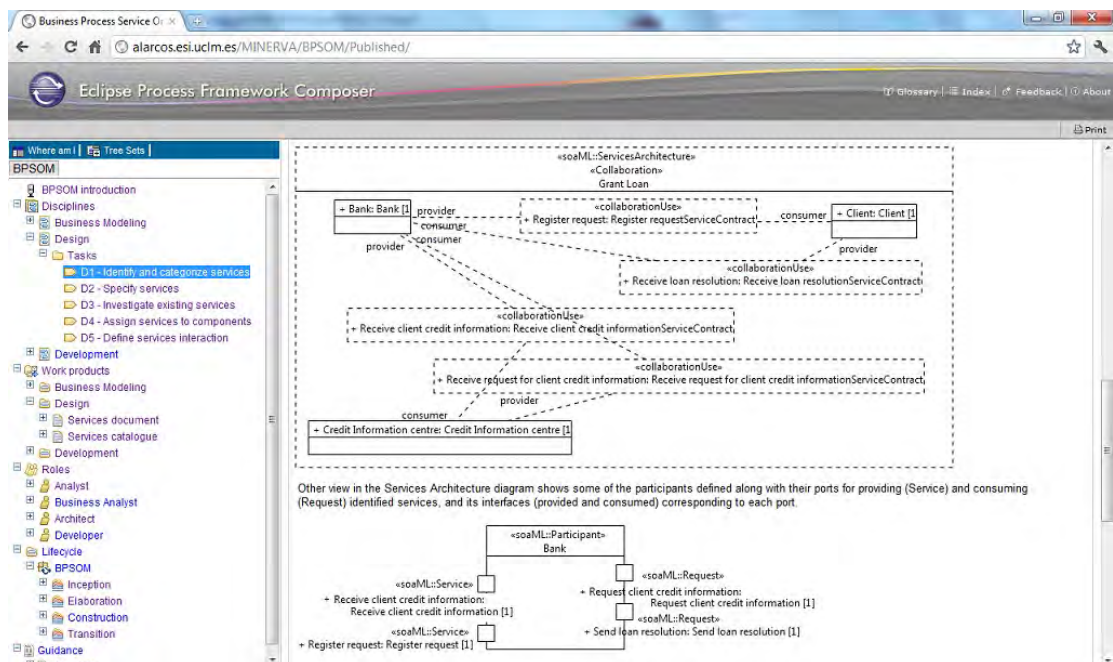 Business Process Service Or
alarcos.esi.uclm.es/MINERVA/BPSOM/Published/
Eclipse Process Framework Composer
Glossary | Index | Feedback | About
Print
Where am I | Tree Sets |
BPSOM
BPSOM introduction
Disciplines
Business Modeling
Design
Tasks
D1 - Identify and categorize services
D2 - Specify services
D3 - Investigate existing services
D4 - Assign services to components
D5 - Define services interaction
Development
Work products
Business Modeling
Design
Services document
Services catalogue
Development
Roles
Analyst
Business Analyst
Architect
Developer
Lifecycle
BPSOM
Inception
Elaboration
Construction
Transition
Guidance
«soaML::ServicesArchitecture»
«Collaboration»
Grant Loan
+ Bank: Bank [1
provider
consumer
consumer
provider
«collaborationUse»
+ Register request: Register requestServiceContract
consumer
+ Client: Client [1
provider
«collaborationUse»
+ Receive loan resolution: Receive loan resolutionServiceContract
«collaborationUse»
+ Receive client credit information: Receive client credit informationServiceContract
«collaborationUse»
+ Receive request for client credit information: Receive request for client credit informationServiceContract
provider
consumer
+ Credit Information centre: Credit Information centre [1
Other view in the Services Architecture diagram shows some of the participants defined along with their ports for providing (Service) and consuming
(Request) identified services, and its interfaces (provided and consumed) corresponding to each port.
«soaML::Participant»
Bank
«soaML::Service»
+ Receive client credit information:
Receive client credit information [1]
«soaML::Service»
+ Register request: Register request [1]
«soaML::Request»
+ Request client credit information:
Request client credit information [1]
«soaML::Request»
+ Send loan resolution: Send loan resolution [1]